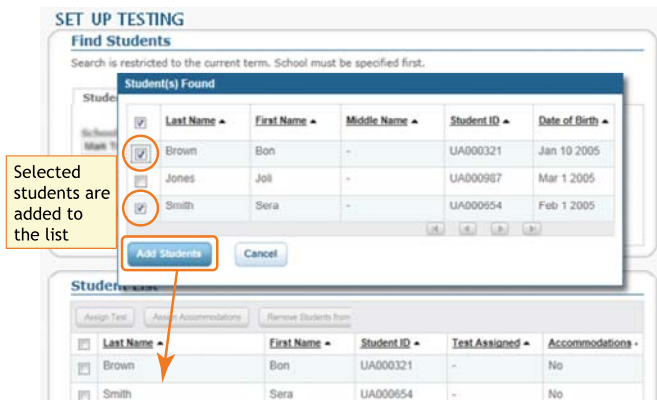 SET UP TESTING
Find Students
Search is restricted to the current term. School must be specified first.
Student(s) Found
Last Name First Name Middle Name Student ID Date of Birth
Brown Bon - UA000321 Jan 10 2005
Jones Joli - UA000987 Mar 1 2005
Smith Sera - UA000654 Feb 1 2005
Selected
students are
added to
the list
Add Students Cancel
Student List
Assign Test Assign Accommodations Remove Students from
Last Name First Name Student ID Test Assigned Accommodations
Brown Bon UA000321 - No
Smith Sera UA000654 - No